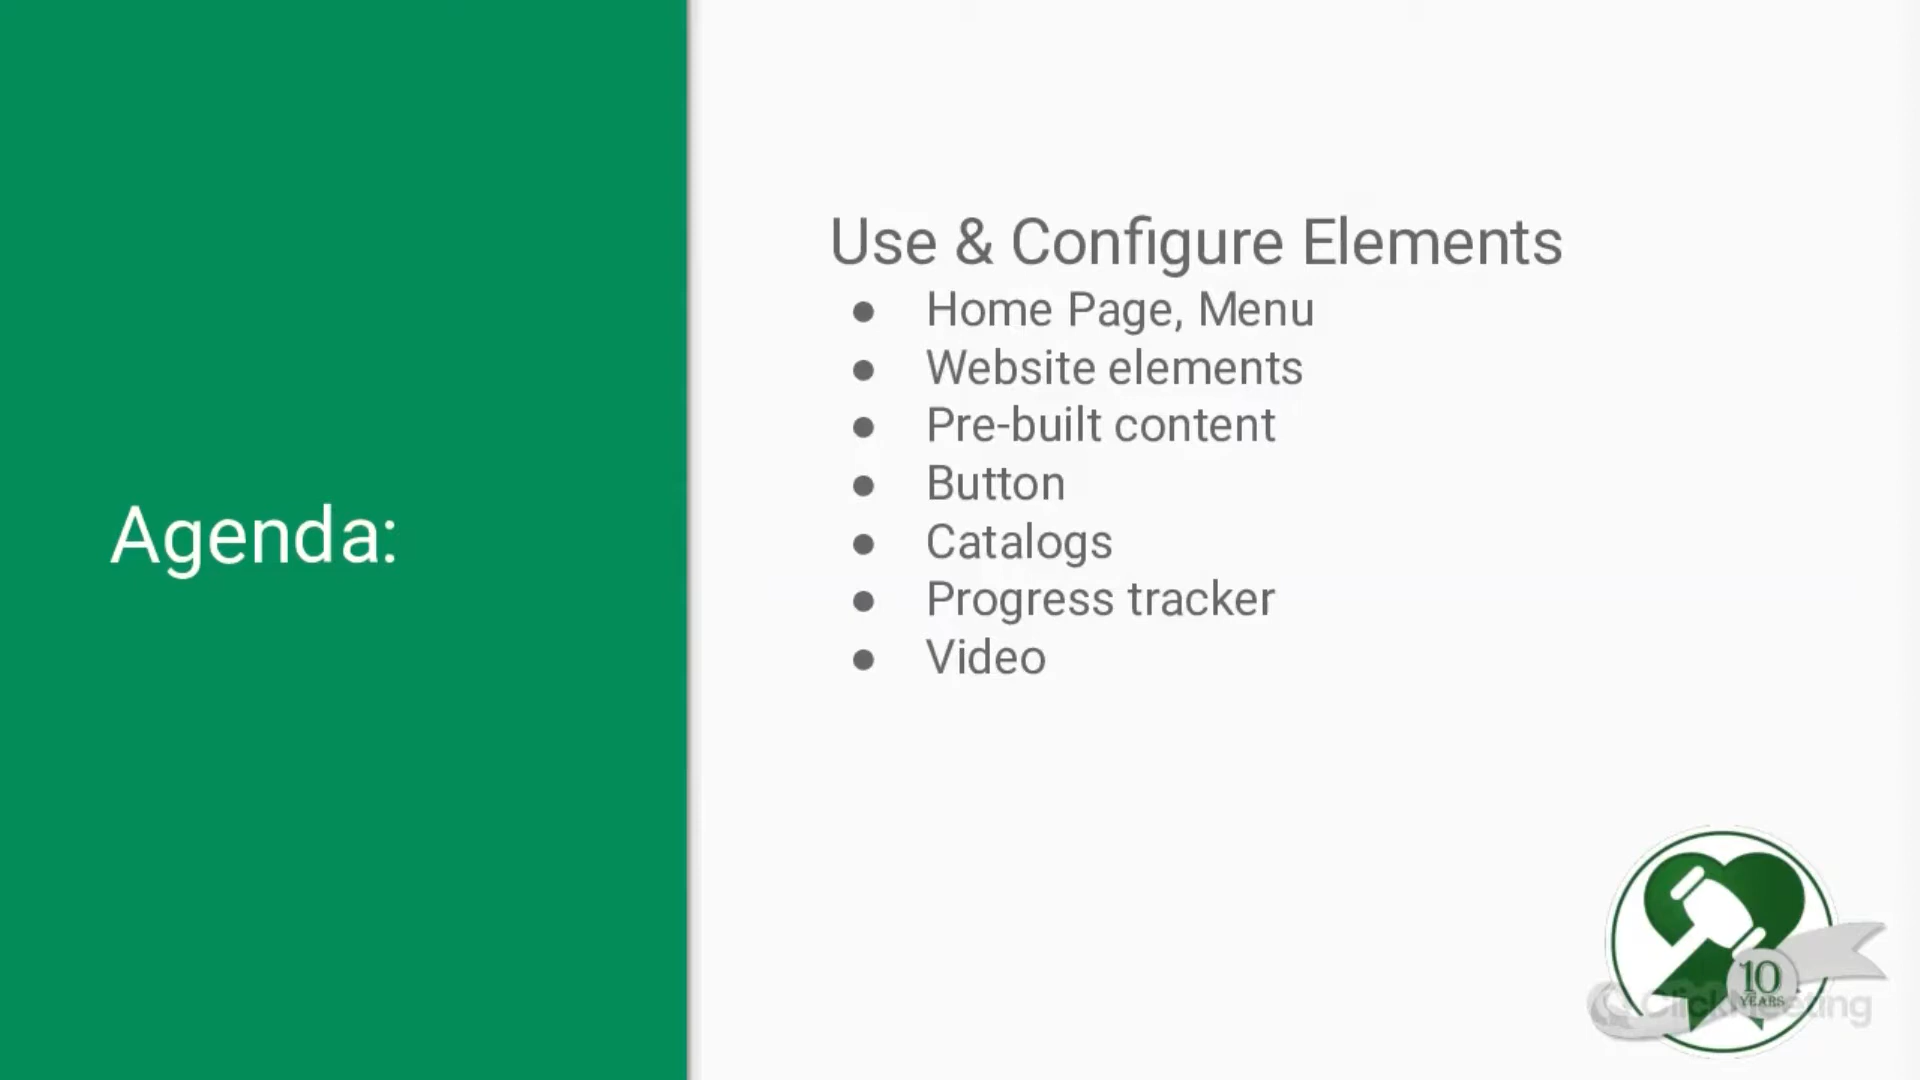 Agenda:
Use & Configure Elements
● Home Page, Menu
● Website elements
● Pre-built content
● Button
● Catalogs
● Progress tracker
● Video
10
YEARS
ClickMeeting